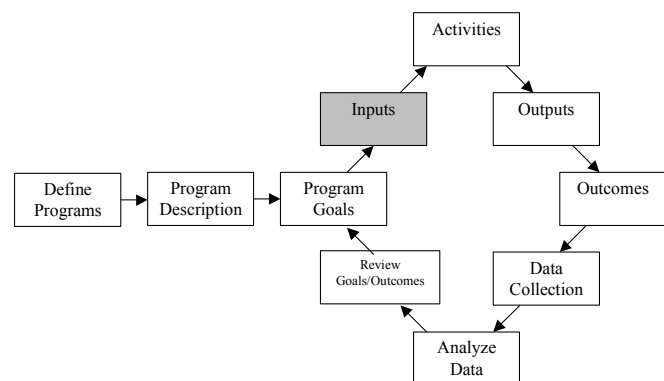 Activities
Inputs
Outputs
Define
Programs
Program
Description
Program
Goals
Outcomes
Review
Goals/Outcomes
Data
Collection
Analyze
Data